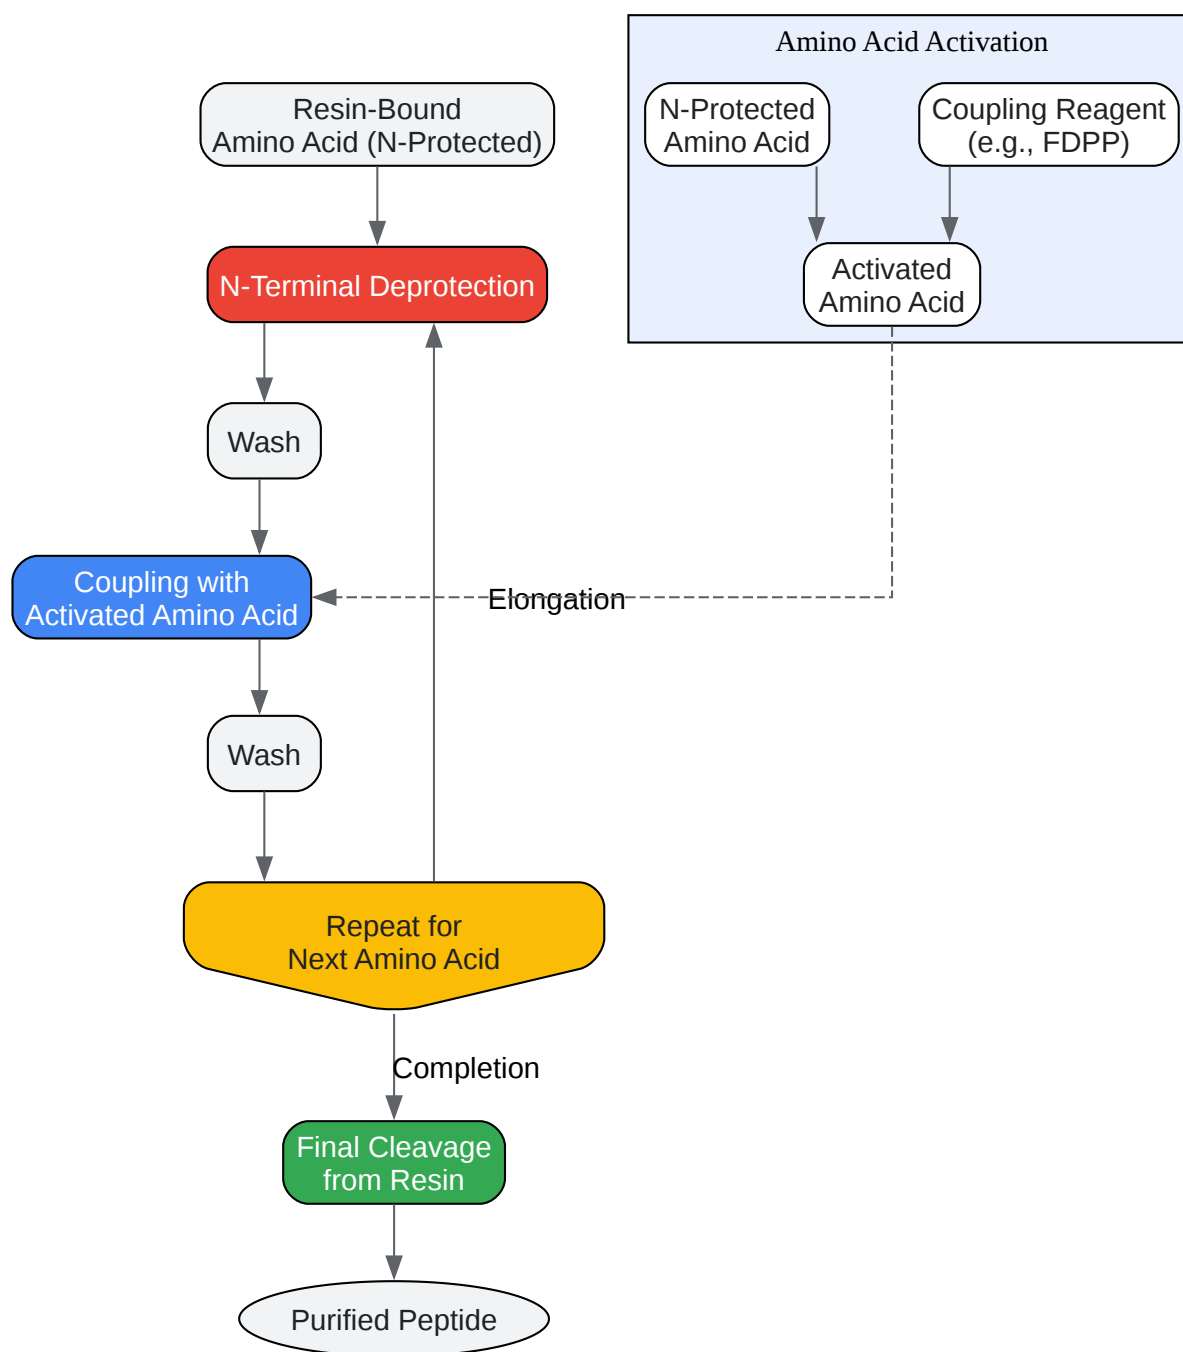 Amino Acid Activation
Resin-Bound
Amino Acid (N-Protected)
N-Protected
Amino Acid
Coupling Reagent
(e.g., FDPP)
N-Terminal Deprotection
Activated
Amino Acid
Wash
Coupling with
Activated Amino Acid
Elongation
Wash
Repeat for
Next Amino Acid
Completion
Final Cleavage
from Resin
Purified Peptide